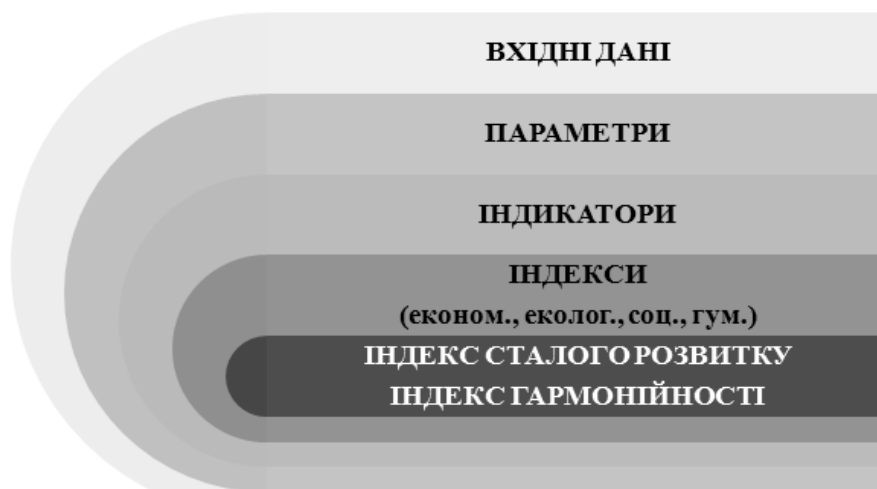 ВХІДНІ ДАНІ
ПАРАМЕТРИ
ІНДИКАТОРИ
ІНДЕКСИ
(економ., еколог., соц., гум.)
ІНДЕКС СТАЛОГО РОЗВИТКУ
ІНДЕКС ГАРМОНІЙНОСТІ